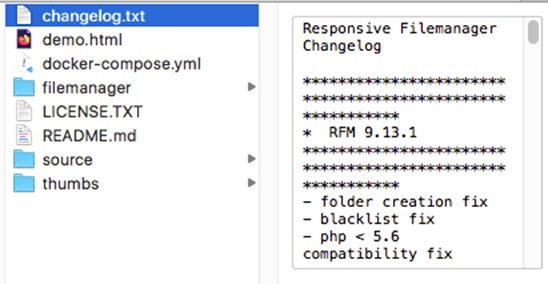 changelog.txt
demo.html
docker-compose.yml
filemanager
LICENSE.TXT
README.md
source
thumbs
Responsive Filemanager
Changelog
***********************
***********************
***********
*  RFM 9.13.1
***********************
***********************
***********
- folder creation fix
- blacklist fix
- php < 5.6
compatibility fix